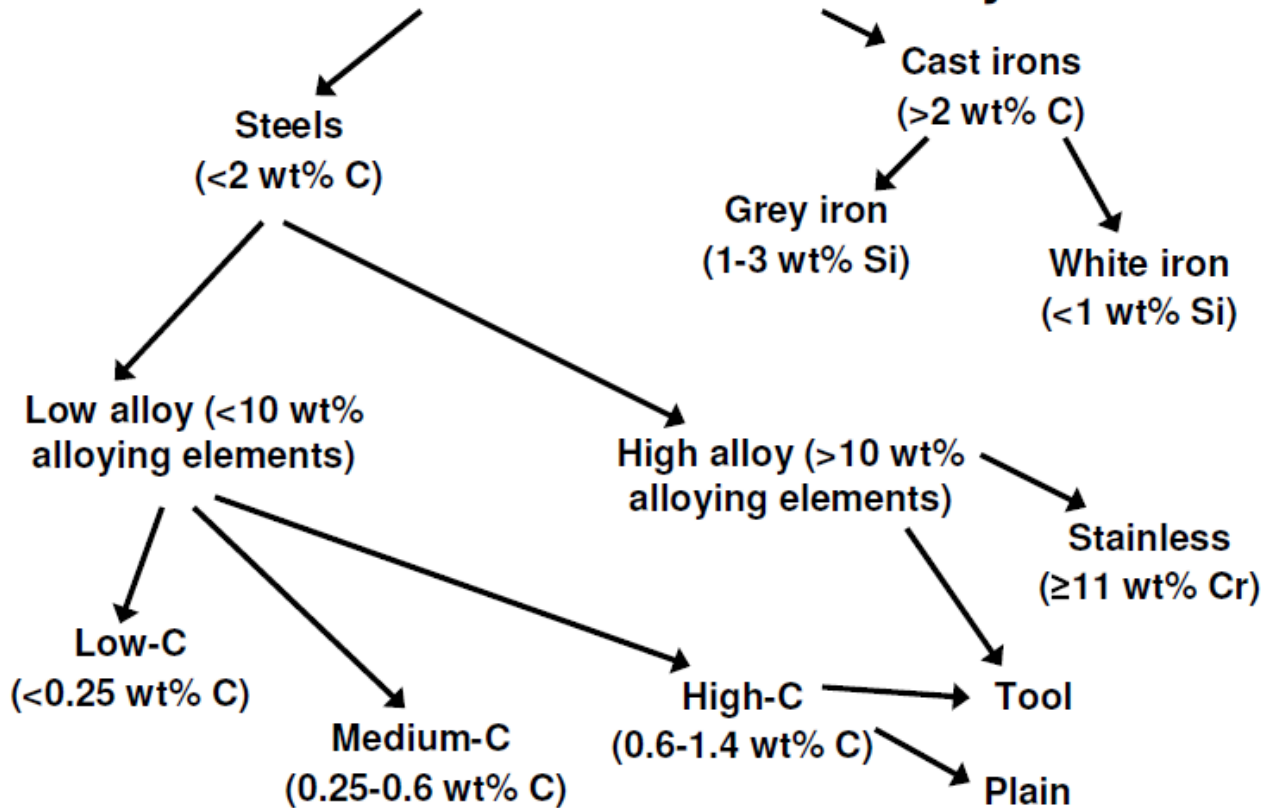 Cast irons
(>2 wt% C)
Steels
(<2 wt% C)
Grey iron
(1-3 wt% Si)
White iron
(<1 wt% Si)
Low alloy (<10 wt%
alloying elements)
High alloy (>10 wt%
alloying elements)
Stainless
(≥11 wt% Cr)
Low-C
(<0.25 wt% C)
Medium-C
(0.25-0.6 wt% C)
High-C
(0.6-1.4 wt% C)
Tool
Plain